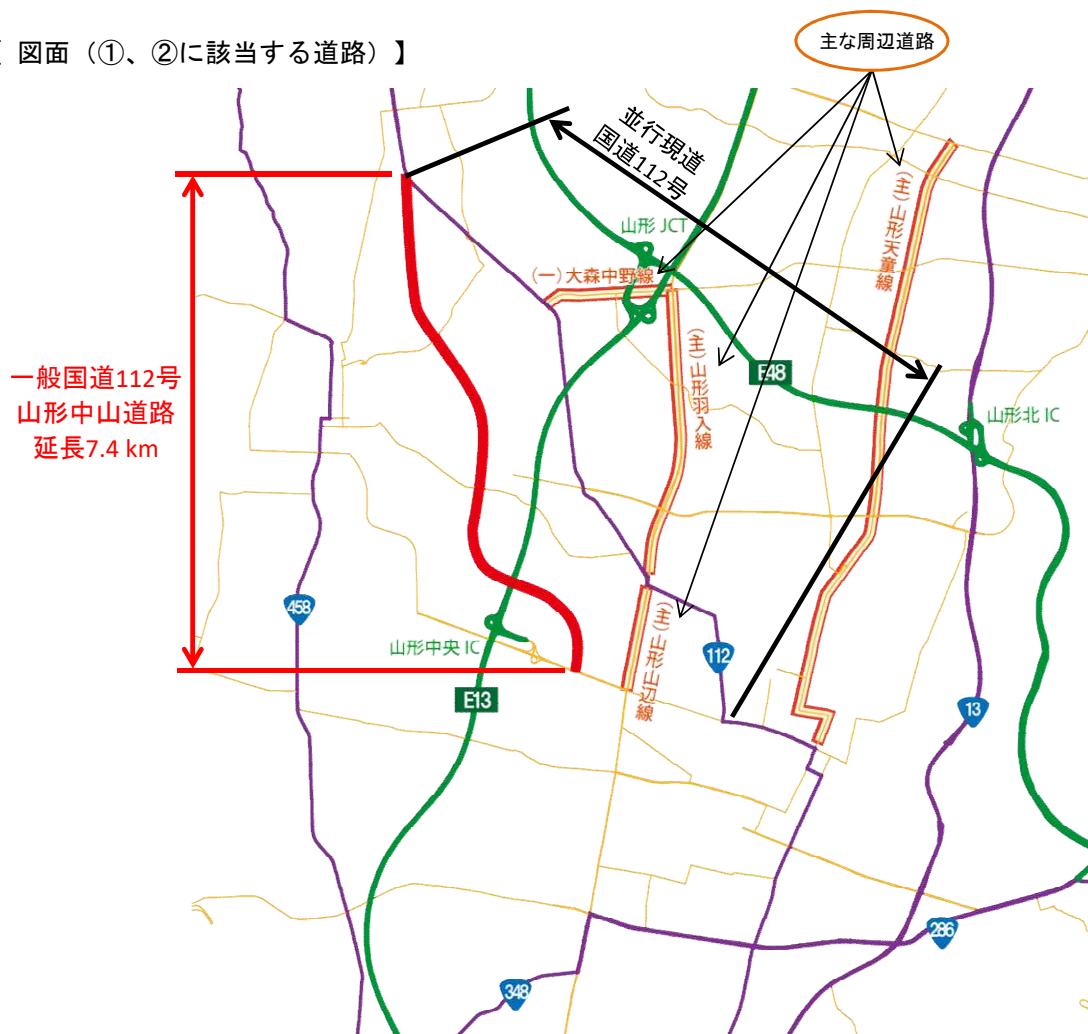 図面（①、②に該当する道路）】
主な周辺道路
並行現道
国道112号
(主)山形天童線
山形 JCT
(一)大森中野線
(主)山形羽入線
E48
一般国道112号
山形中山道路
延長7.4 km
山形北 IC
458
山形中央 IC
(主)山形山辺線
112
E13
13
286
348